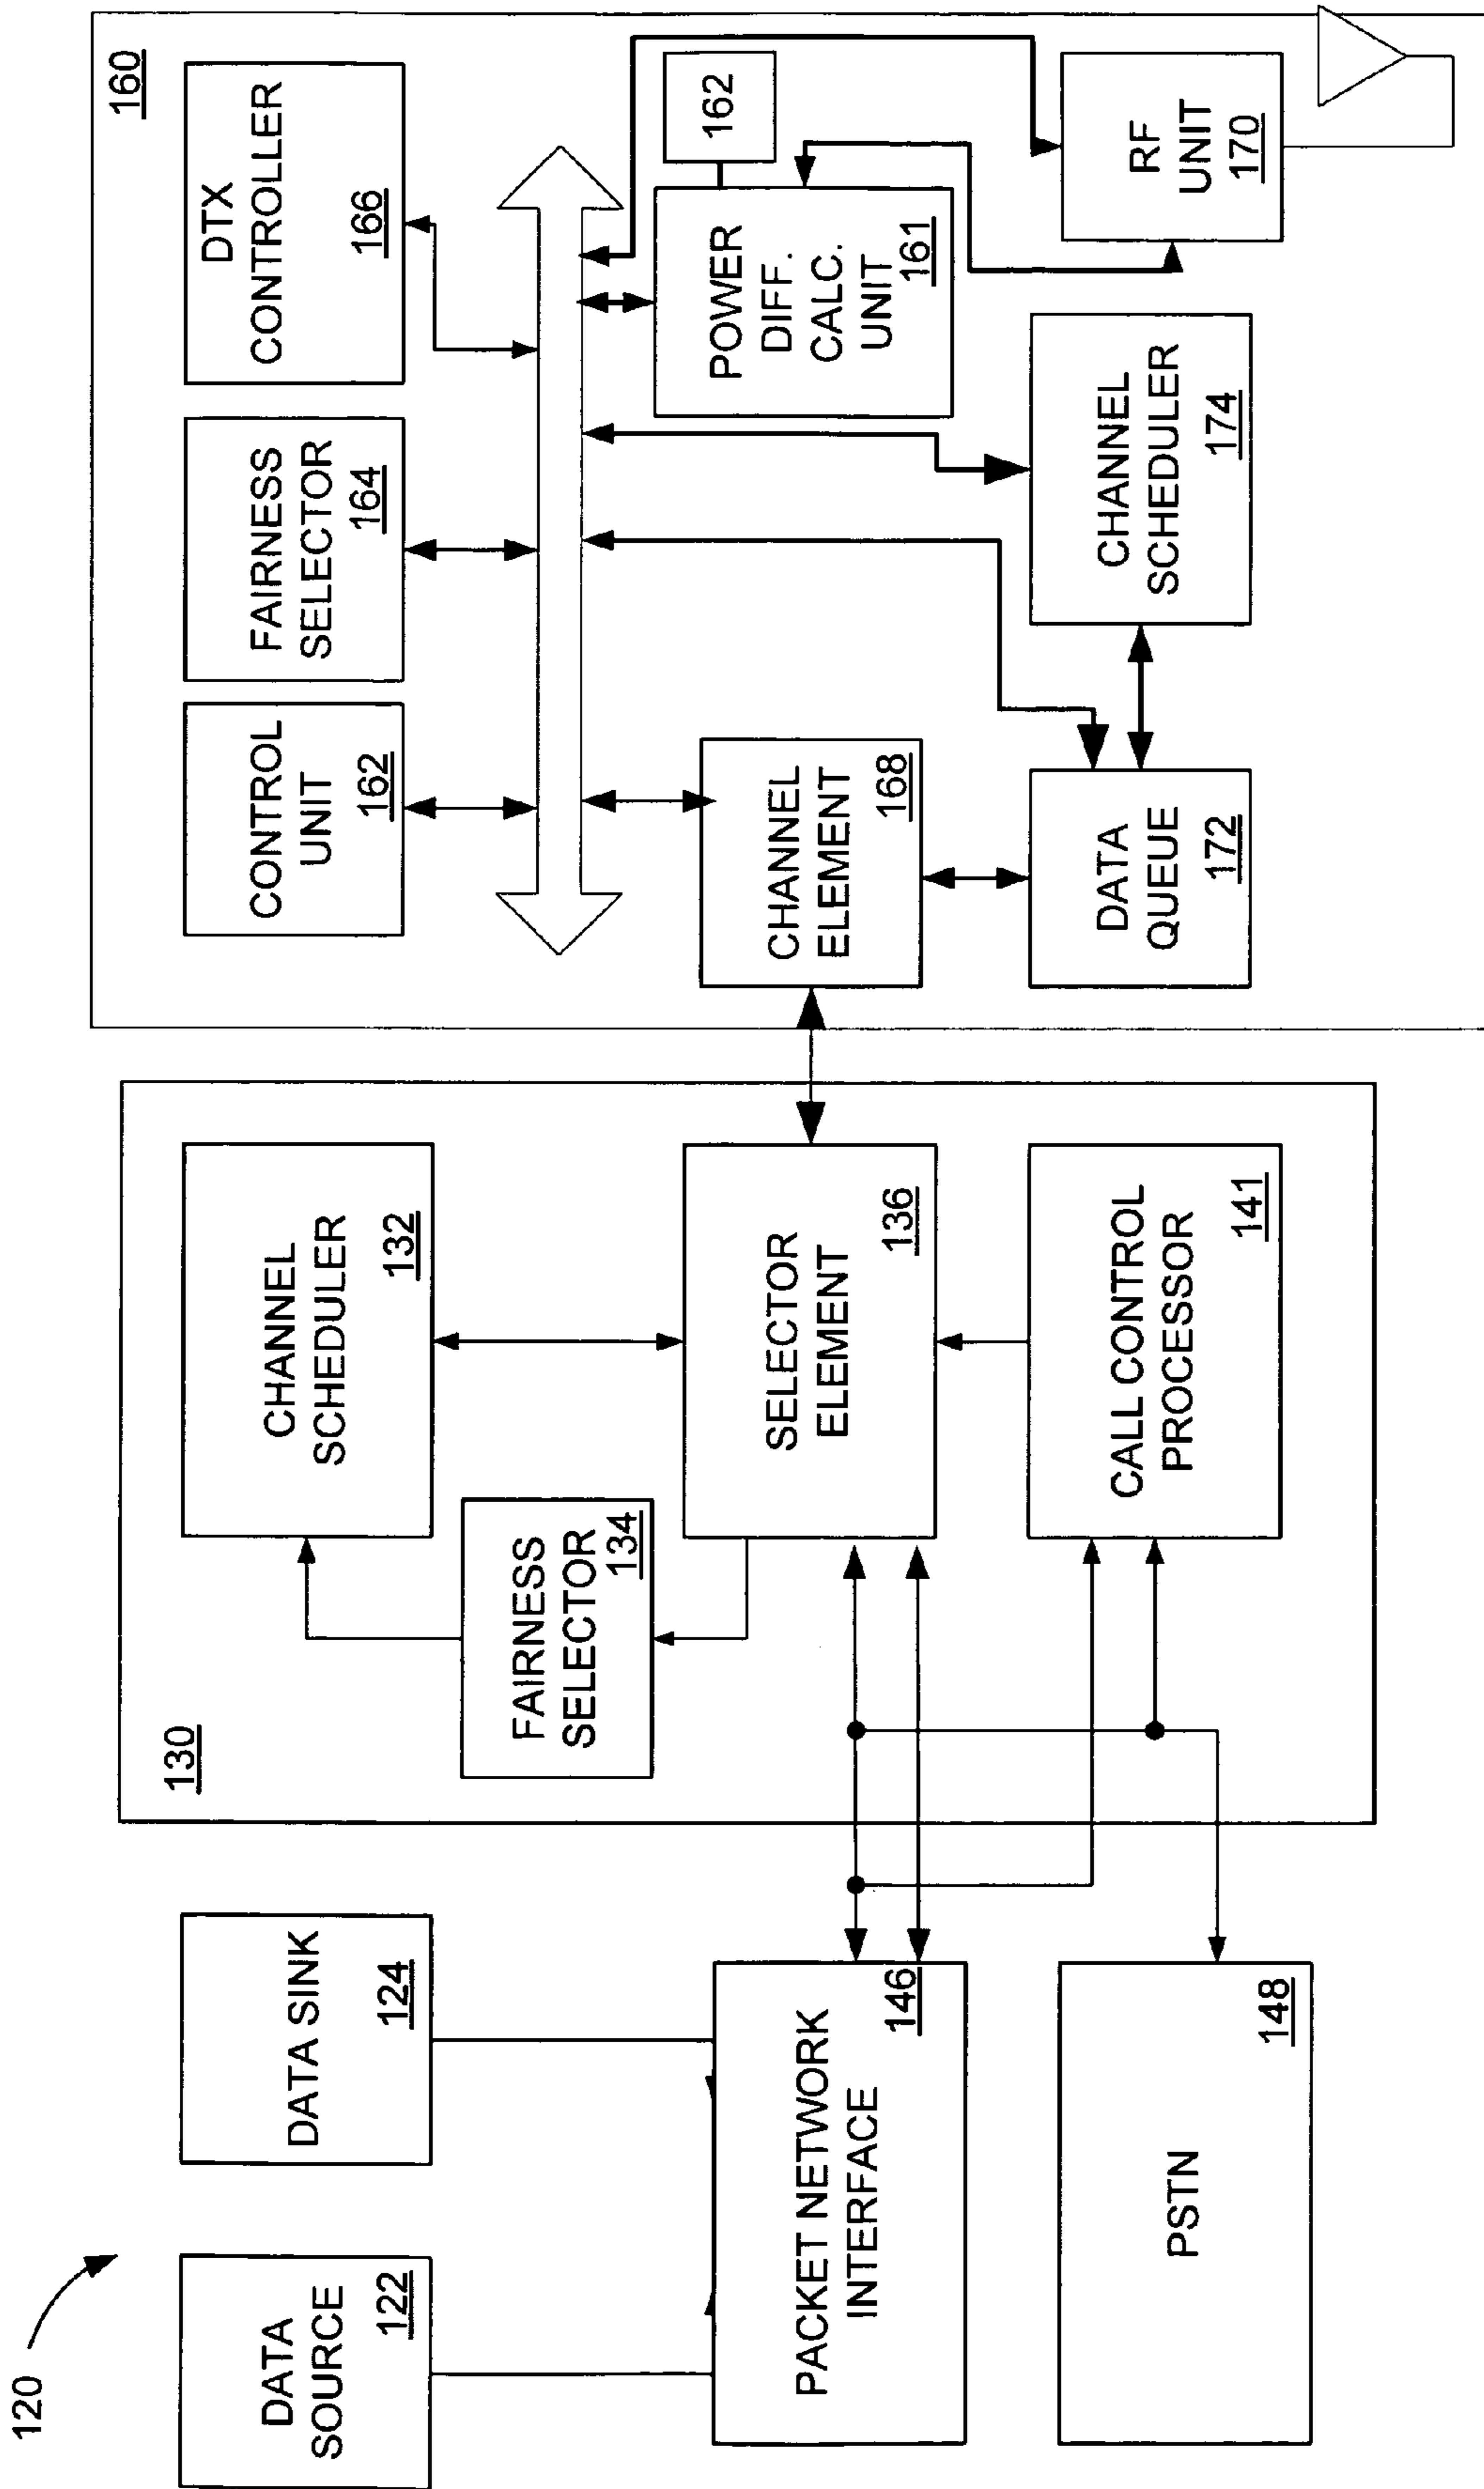 120
DATA
SOURCE
122
DATA SINK
124
PACKET NETWORK
INTERFACE
146
PSTN
148
130
CHANNEL
SCHEDULER
132
FAIRNESS
SELECTOR
134
SELECTOR
ELEMENT
136
CALL CONTROL
PROCESSOR
141
160
CONTROL
UNIT
162
FAIRNESS
SELECTOR
164
DTX
CONTROLLER
166
CHANNEL
ELEMENT
168
POWER
DIFF.
CALC.
UNIT
161
162
DATA
QUEUE
172
CHANNEL
SCHEDULER
174
RF
UNIT
170